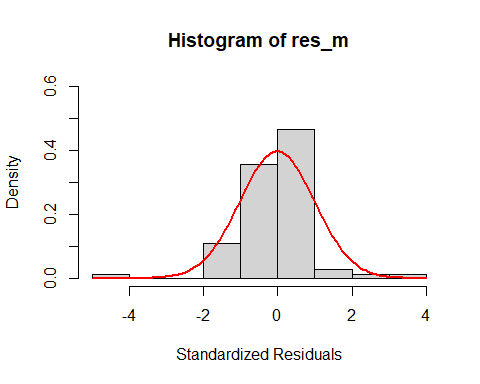 Histogram of res_m
Density
0.6
0.4
0.2
0.0
-4 -2 0 2 4
Standardized Residuals